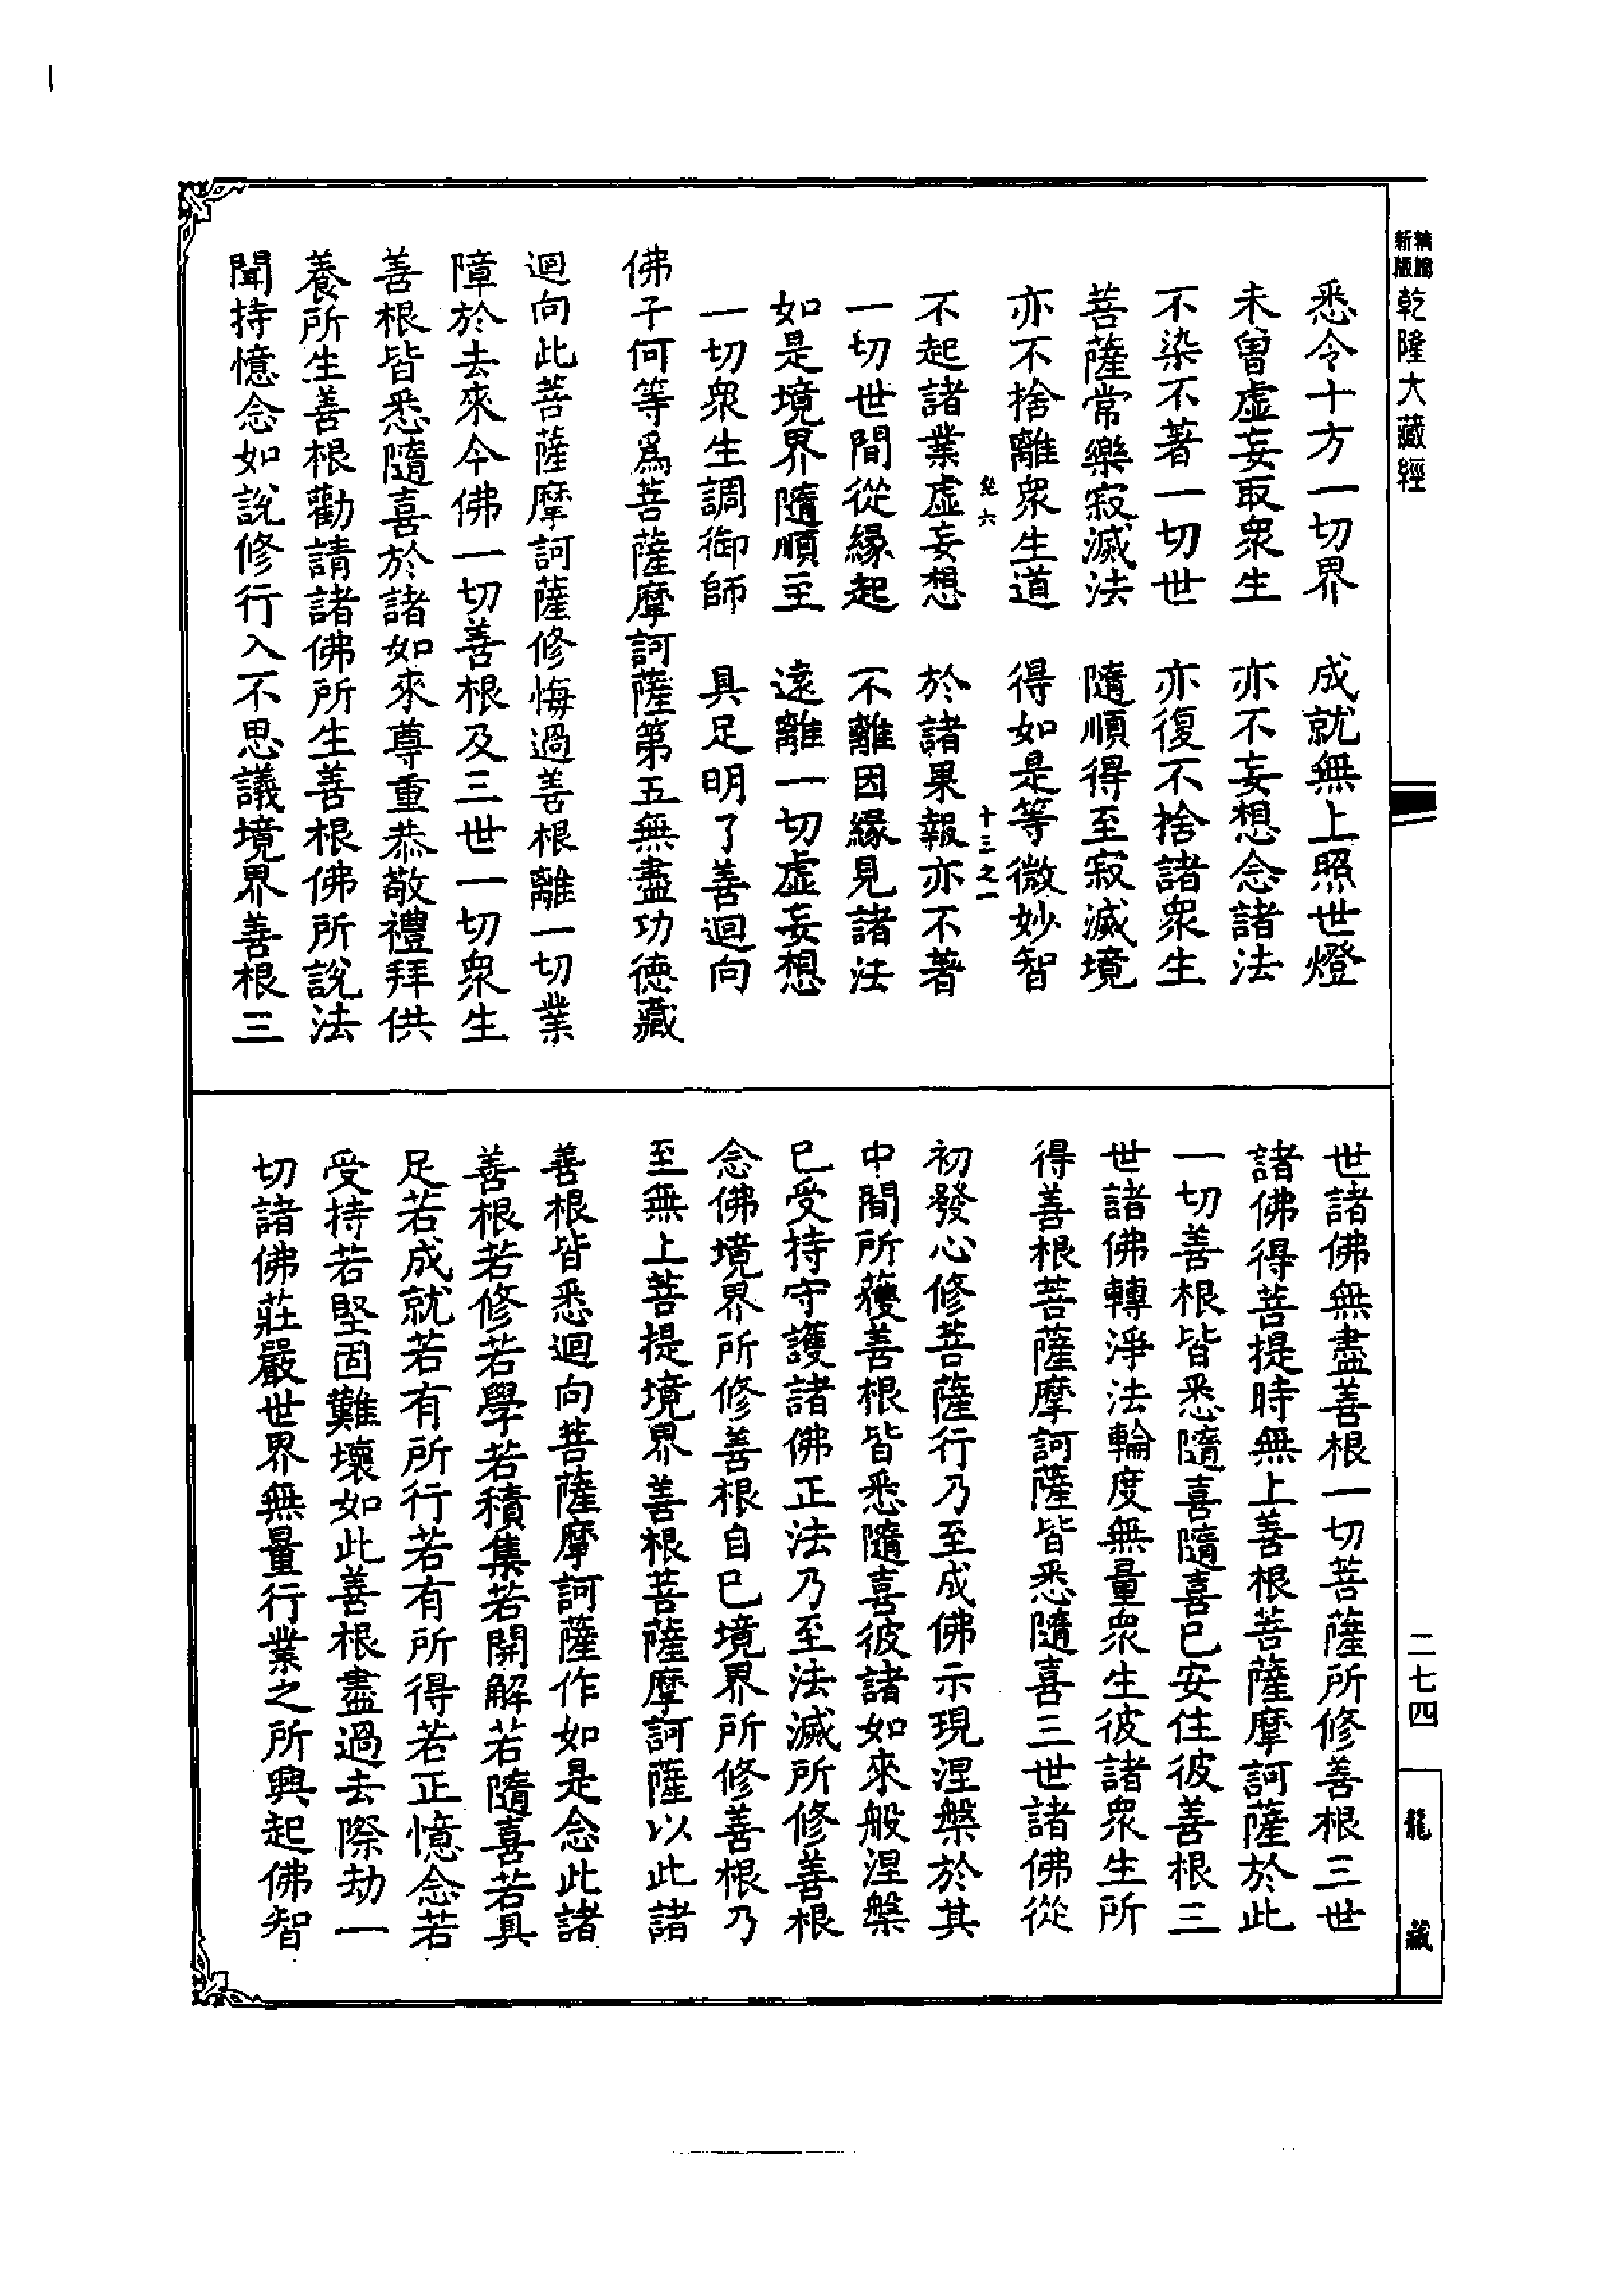 新版
精縮
乾隆大藏經
悉令十方一切界　成就無上照世燈
未曾虛妄取衆生　亦不妄想念諸法
不染不著一切世　亦復不捨諸衆生
菩薩常樂寂滅法　隨順得至寂滅境
亦不捨離衆生道　得如是等微妙智
六　十三之一
不起諸業虛妄想　於諸果報亦不著
一切世間從緣起　不離因緣見諸法
如是境界隨順主　遠離一切虛妄想
一切衆生調御師　具足明了善迴向
佛子何等爲菩薩摩訶薩第五無盡功德藏
迴向此菩薩摩訶薩修悔過善根離一切業
障於去來今佛一切善根及三世一切衆生
善根皆悉隨喜於諸如來尊重恭敬禮拜供
養所生善根勸請諸佛所生善根佛所說法
聞持憶念如說修行入不思議境界善根三
世諸佛無盡善根一切菩薩所修善根三世
諸佛得菩提時無上善根菩薩摩訶薩於此
一切善根皆悉隨喜隨喜已安住彼善根三
世諸佛轉淨法輪度無量衆生彼諸衆生所
得善根菩薩摩訶薩皆悉隨喜三世諸佛從
初發心修菩薩行乃至成佛示現涅槃於其
中間所獲善根皆悉隨喜彼諸如來般涅槃
已受持守護諸佛正法乃至法滅所修善根
念佛境界所修善根自已境界所修善根乃
至無上菩提境界善根菩薩摩訶薩以此諸
善根皆悉迴向菩薩摩訶薩作如是念此諸
善根若修若學若積集若開解若隨喜若具
足若成就若有所行若有所得若正憶念若
受持若堅固難壞如此善根盡過去際劫一
切諸佛莊嚴世界無量行業之所興起佛智
二七四
龍藏